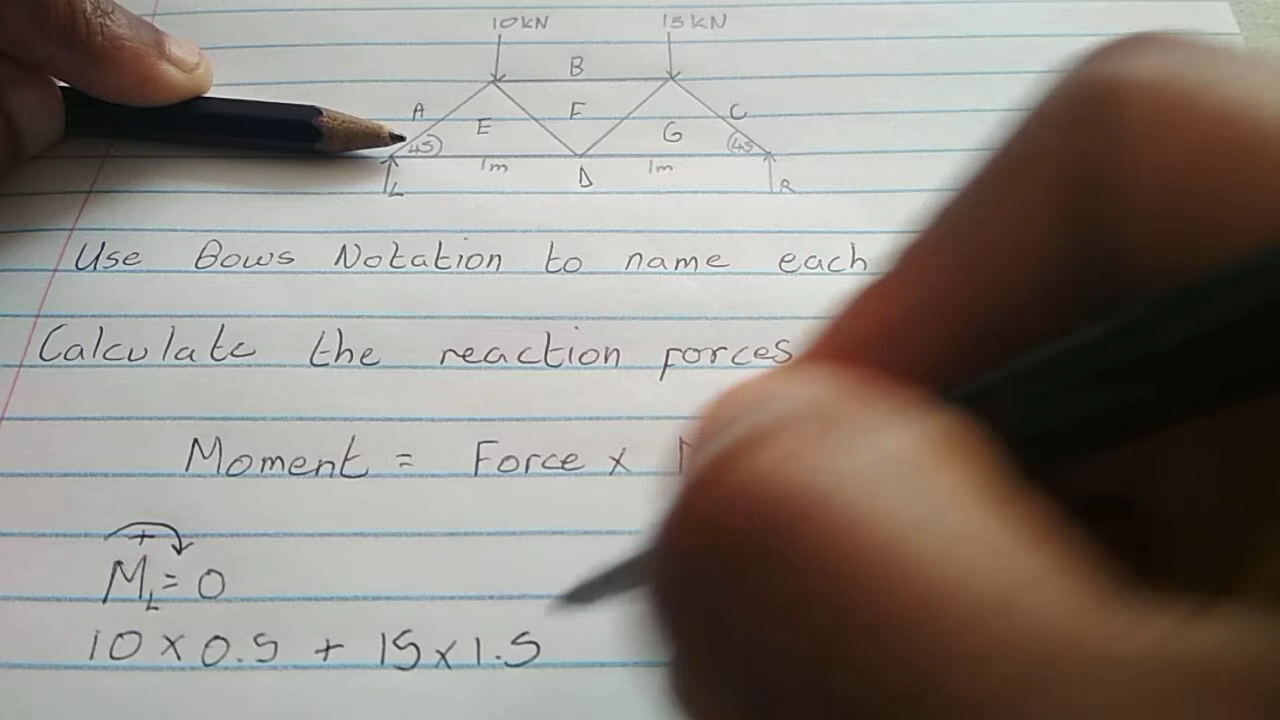 10kN 15kN
B
A E F G C
45 1m D 1m 45
L R
Use Bows Notation to name each
Calculate the reaction forces
Moment = Force x
+
M_L = 0
10 x 0.5 + 15 x 1.5